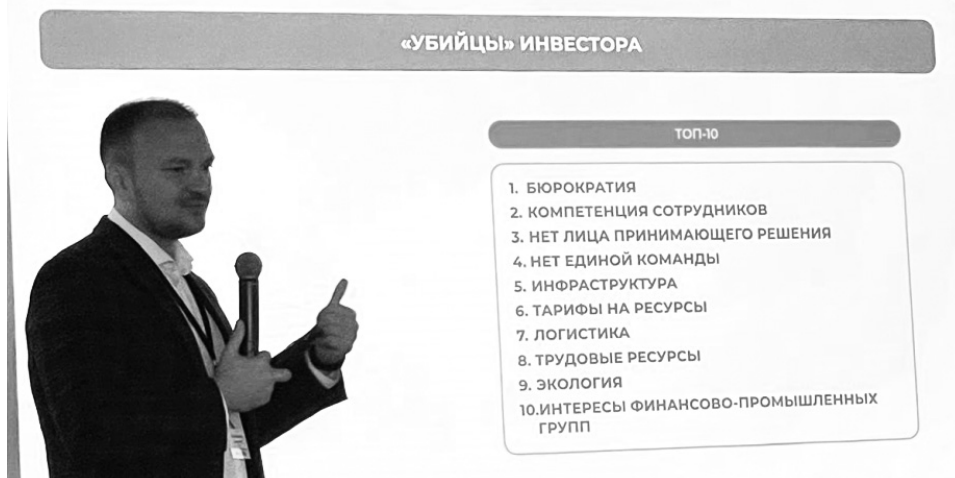 «УБИЙЦЫ» ИНВЕСТОРА
ТОП-10
1. БЮРОКРАТИЯ
2. КОМПЕТЕНЦИЯ СОТРУДНИКОВ
3. НЕТ ЛИЦА ПРИНИМАЮЩЕГО РЕШЕНИЯ
4. НЕТ ЕДИНОЙ КОМАНДЫ
5. ИНФРАСТРУКТУРА
6. ТАРИФЫ НА РЕСУРСЫ
7. ЛОГИСТИКА
8. ТРУДОВЫЕ РЕСУРСЫ
9. ЭКОЛОГИЯ
10.ИНТЕРЕСЫ ФИНАНСОВО-ПРОМЫШЛЕННЫХ
ГРУПП